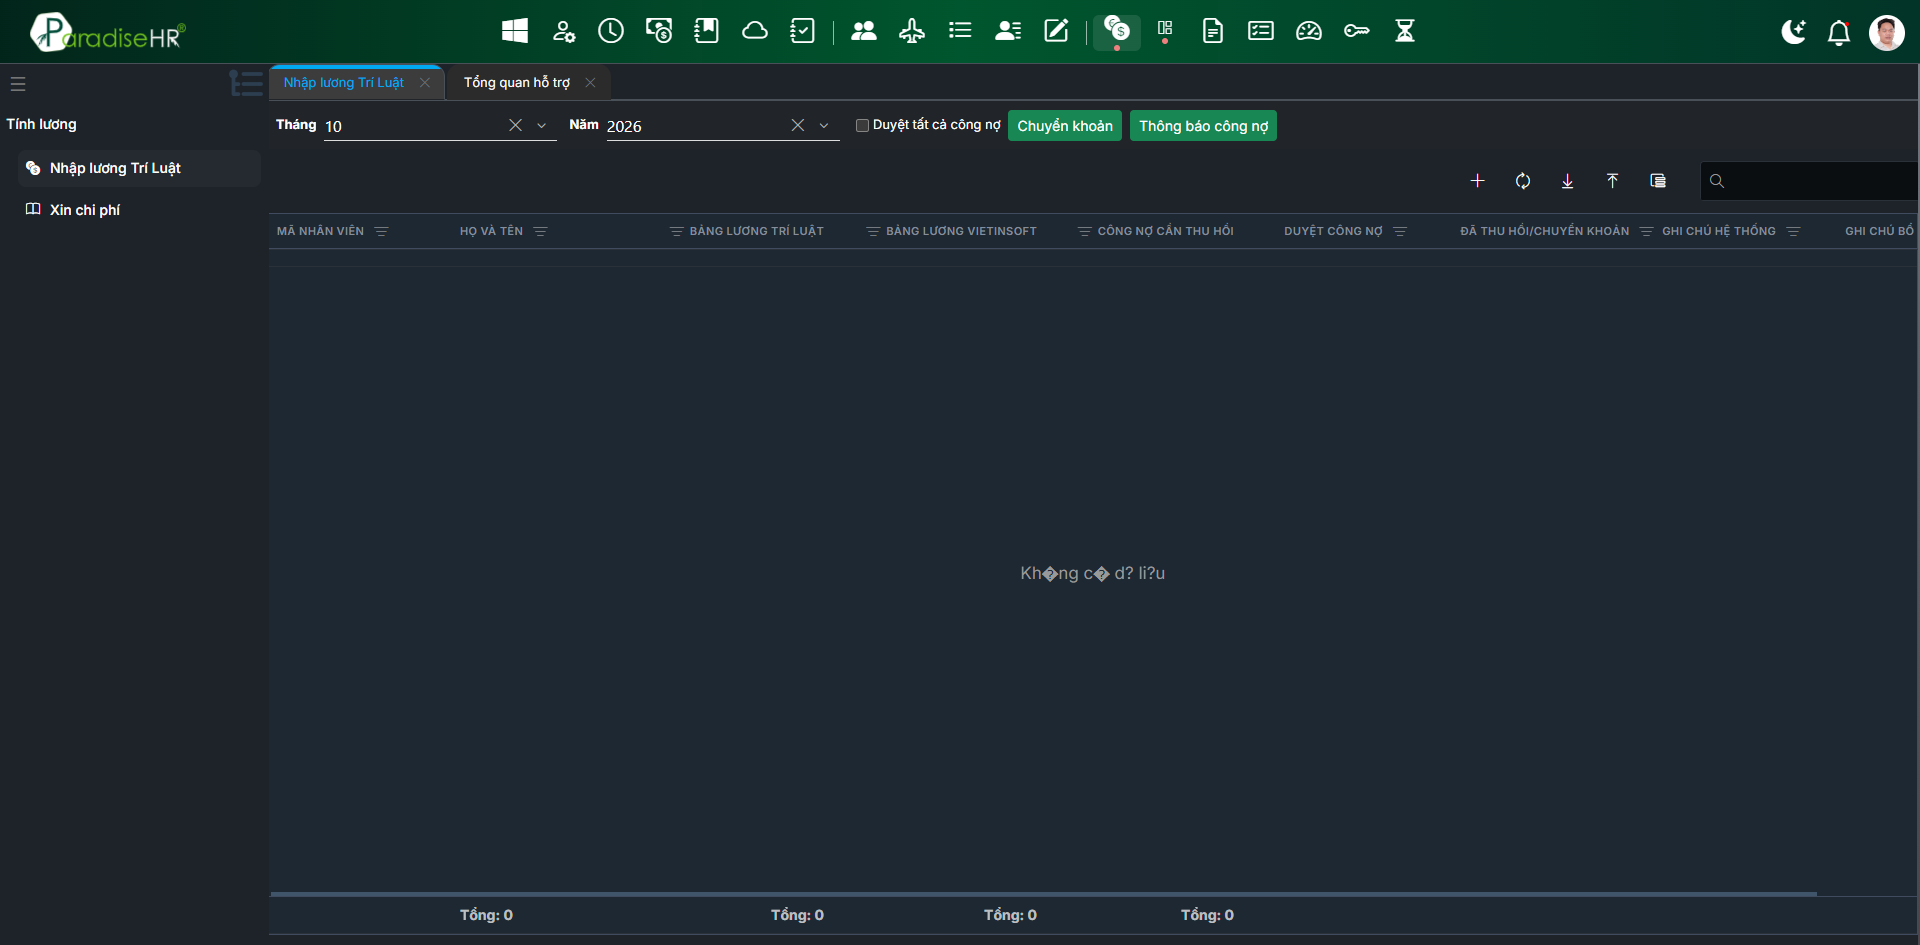 ParadiseHR®
Nhập lương Trí Luật
Tổng quan hỗ trợ
Tính lương
Tháng 10
Năm 2026
Duyệt tất cả công nợ
Chuyển khoản
Thông báo công nợ
Nhập lương Trí Luật
Xin chi phí
MÃ NHÂN VIÊN
HỌ VÀ TÊN
BẢNG LƯƠNG TRÍ LUẬT
BẢNG LƯƠNG VIETINSOFT
CÔNG NỢ CẦN THU HỒI
DUYỆT CÔNG NỢ
ĐÃ THU HỒI/CHUYỂN KHOẢN
GHI CHÚ HỆ THỐNG
GHI CHÚ BỔ
Kh�ng c� d? li?u
Tổng: 0
Tổng: 0
Tổng: 0
Tổng: 0